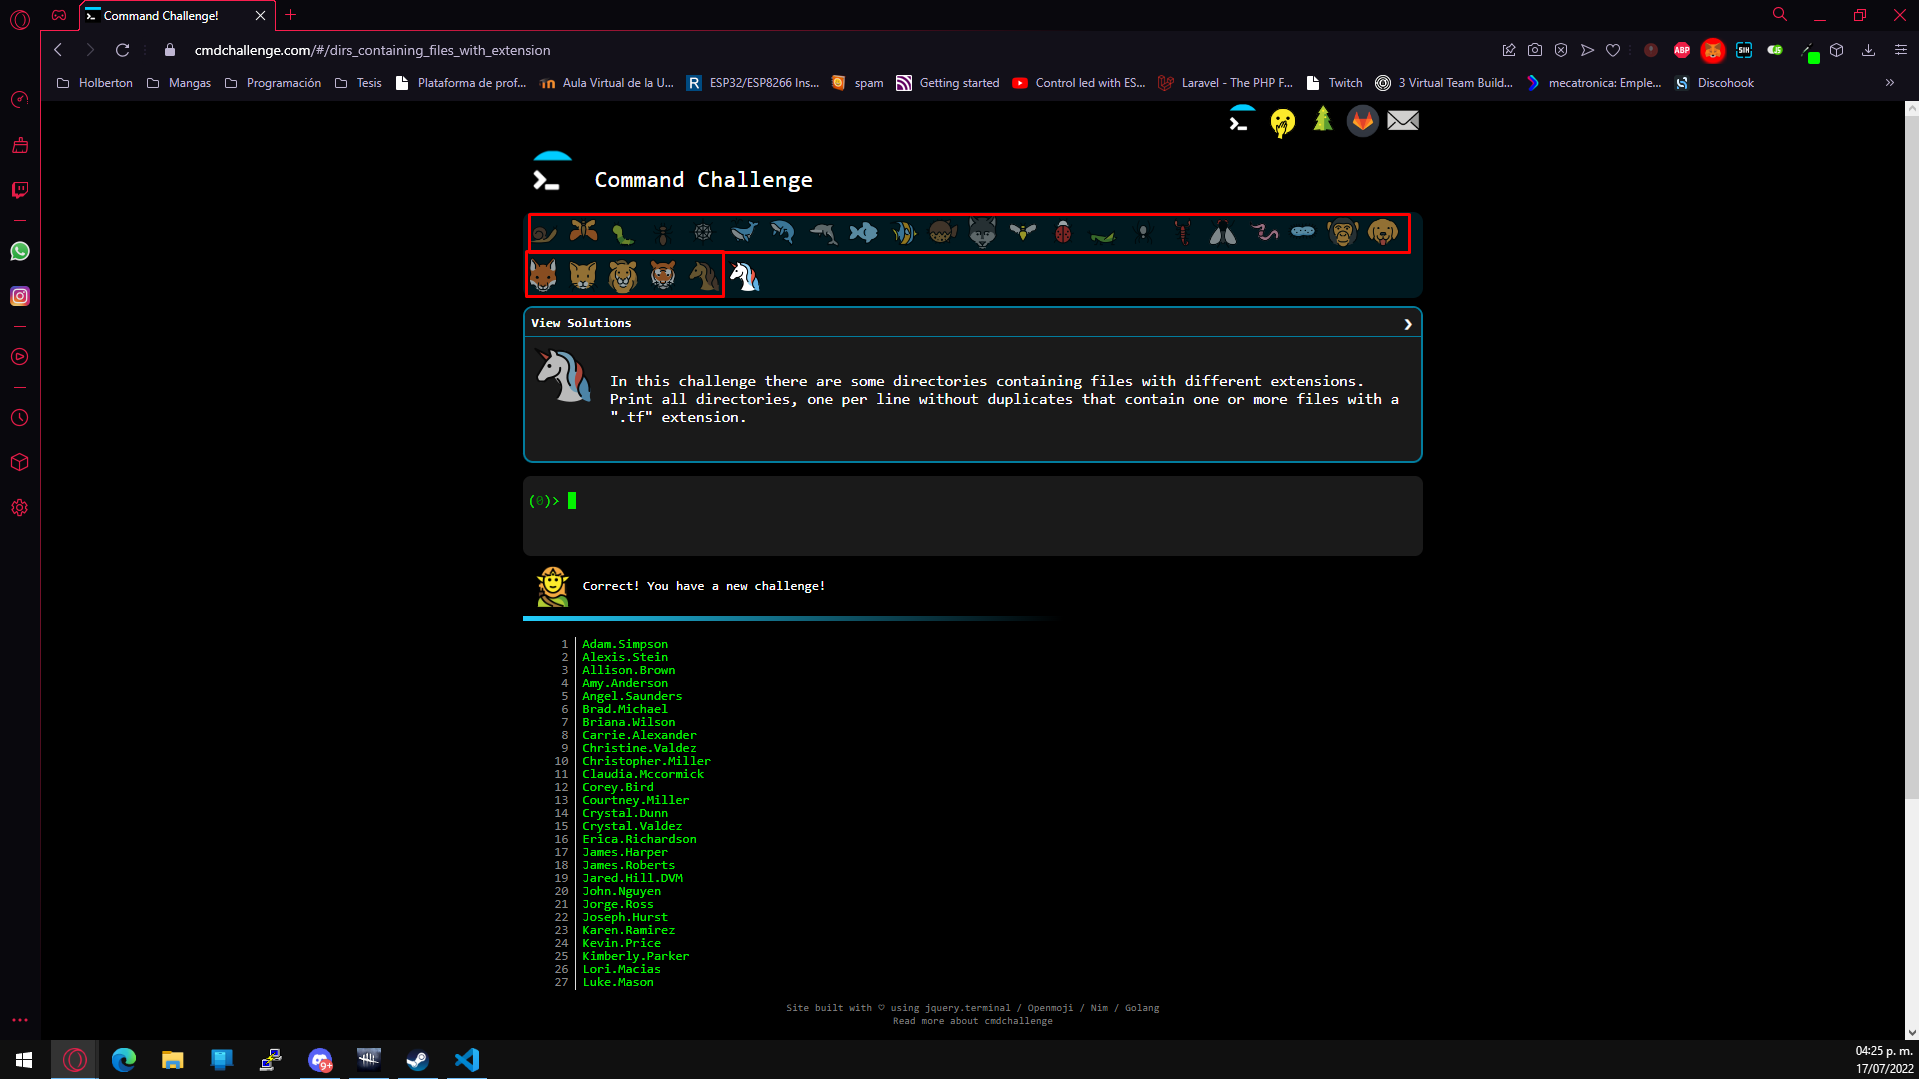 Command Challenge!
cmdchallenge.com/#/dirs_containing_files_with_extension
ABP
SIH
Holberton
Mangas
Programación
Tesis
Plataforma de prof...
Aula Virtual de la U...
R
ESP32/ESP8266 Ins...
spam
Getting started
Control led with ES...
Laravel - The PHP F...
Twitch
3 Virtual Team Build...
mecatronica: Emple...
Discohook
Command Challenge
View Solutions
In this challenge there are some directories containing files with different extensions.
Print all directories, one per line without duplicates that contain one or more files with a
".tf" extension.
(0)>
Correct! You have a new challenge!
1 Adam.Simpson
2 Alexis.Stein
3 Allison.Brown
4 Amy.Anderson
5 Angel.Saunders
6 Brad.Michael
7 Briana.Wilson
8 Carrie.Alexander
9 Christine.Valdez
10 Christopher.Miller
11 Claudia.Mccormick
12 Corey.Bird
13 Courtney.Miller
14 Crystal.Dunn
15 Crystal.Valdez
16 Erica.Richardson
17 James.Harper
18 James.Roberts
19 Jared.Hill.DVM
20 John.Nguyen
21 Jorge.Ross
22 Joseph.Hurst
23 Karen.Ramirez
24 Kevin.Price
25 Kimberly.Parker
26 Lori.Macias
27 Luke.Mason
Site built with ♡ using jquery.terminal / Openmoji / Nim / Golang
Read more about cmdchallenge
9+
04:25 p. m.
17/07/2022